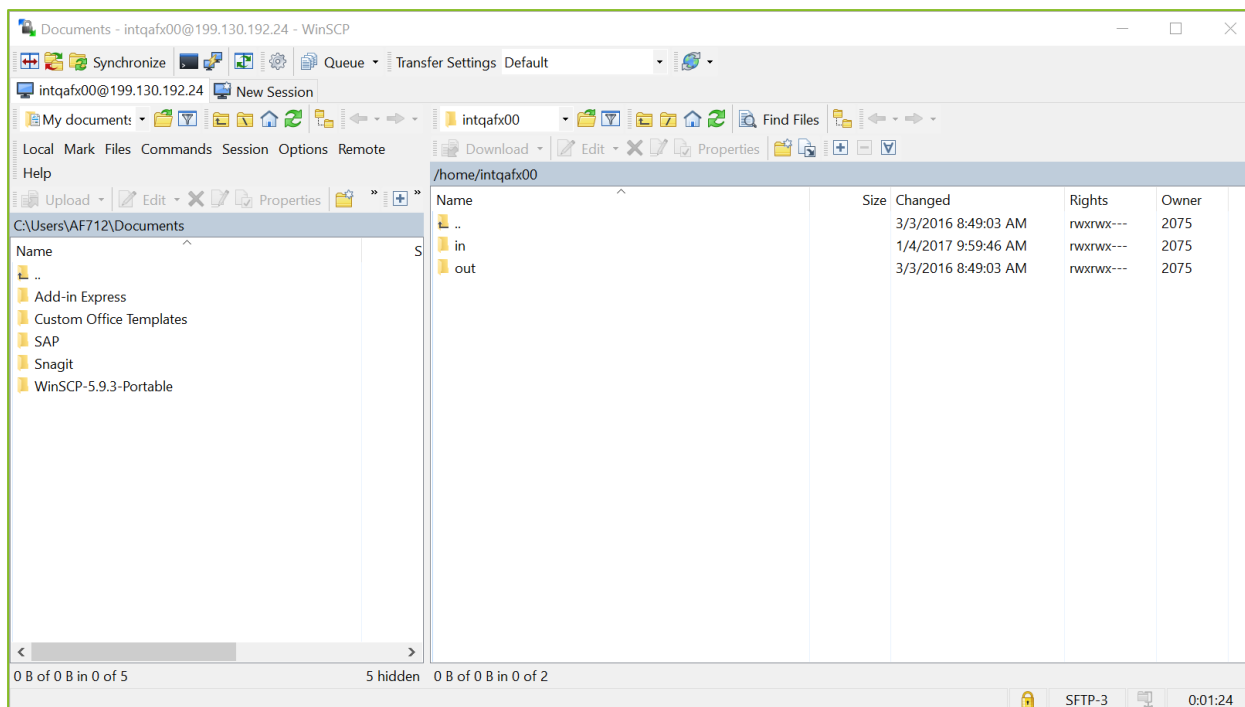 Documents - intqafx00@199.130.192.24 - WinSCP
Synchronize Queue Transfer Settings Default
intqafx00@199.130.192.24 New Session
My documents intqafx00 Find Files
Local Mark Files Commands Session Options Remote
Help
Download Edit Properties
/home/intqafx00
Upload Edit Properties » »
C:\Users\AF712\Documents
Name S
..
Add-in Express
Custom Office Templates
SAP
Snagit
WinSCP-5.9.3-Portable
Name Size Changed Rights Owner
.. 3/3/2016 8:49:03 AM rwxrwx--- 2075
in 1/4/2017 9:59:46 AM rwxrwx--- 2075
out 3/3/2016 8:49:03 AM rwxrwx--- 2075
0 B of 0 B in 0 of 5 5 hidden 0 B of 0 B in 0 of 2
SFTP-3 0:01:24